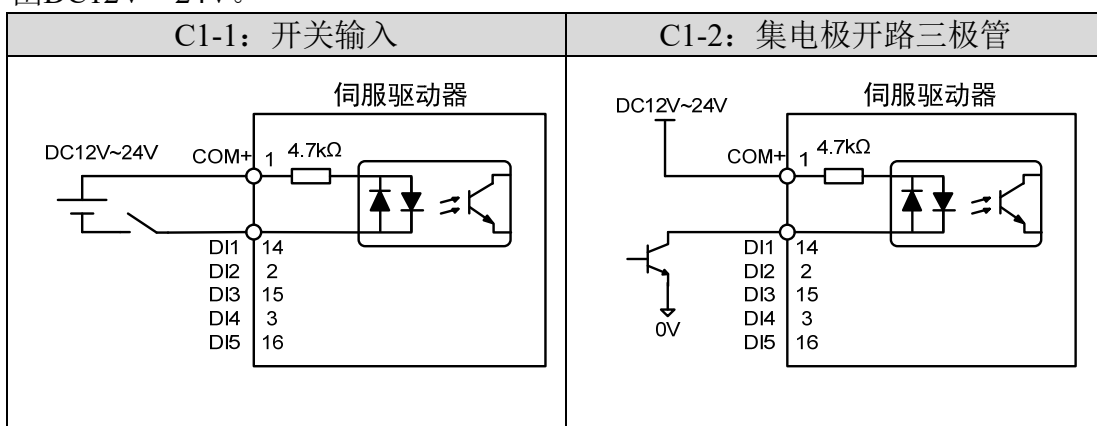 C1-1：开关输入
C1-2：集电极开路三极管
伺服驱动器
DC12V~24V
COM+
1
4.7kΩ
DI1 14
DI2 2
DI3 15
DI4 3
DI5 16
伺服驱动器
DC12V~24V
COM+
1
4.7kΩ
0V
DI1 14
DI2 2
DI3 15
DI4 3
DI5 16